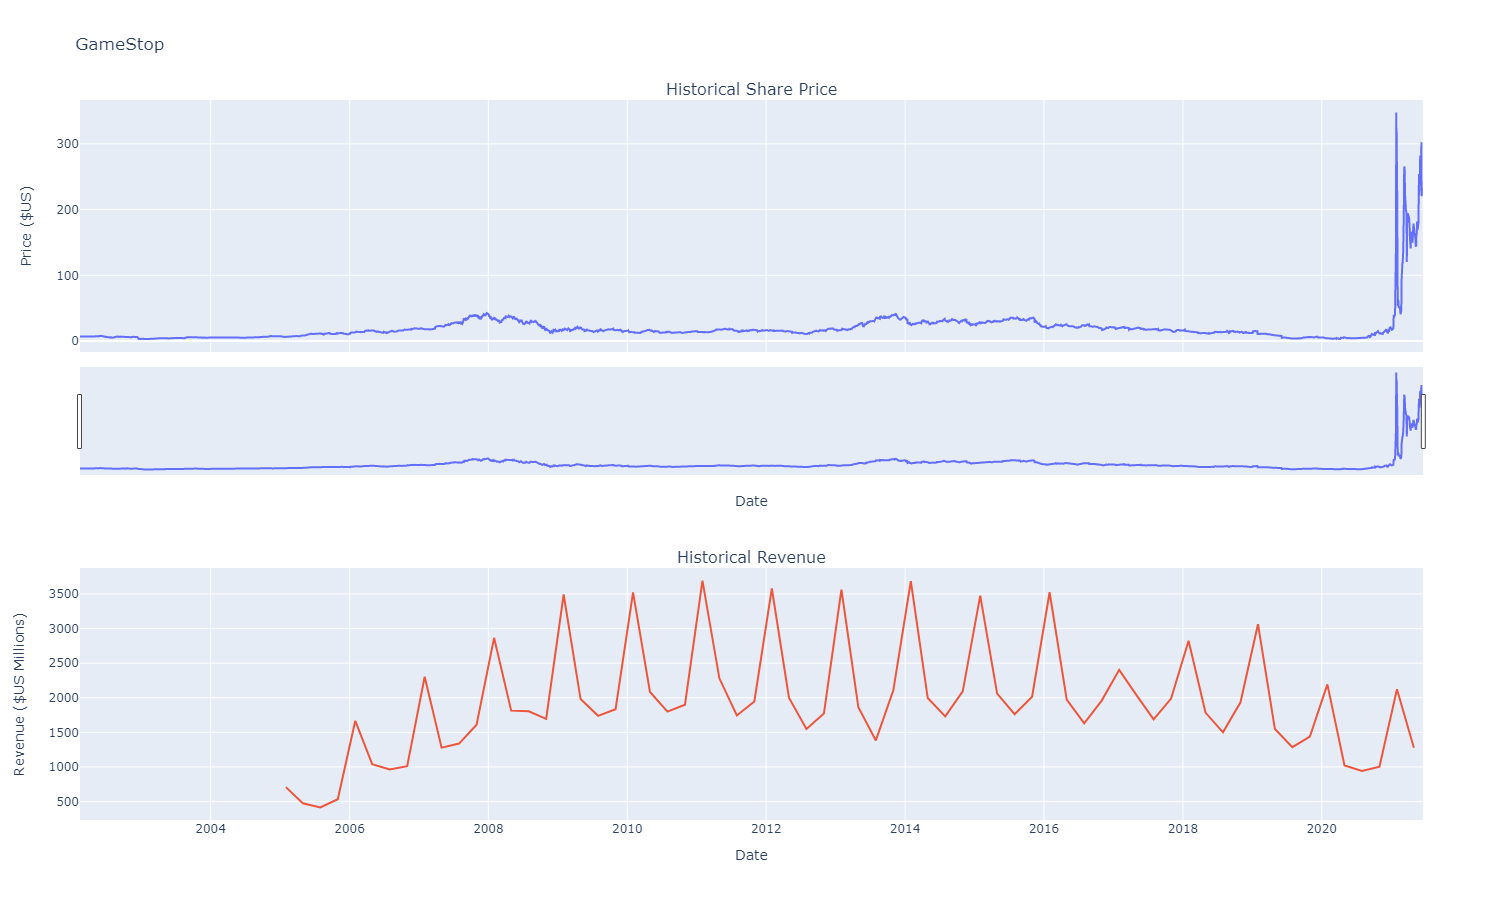 GameStop
Historical Share Price
Price ($US)
300
200
100
0
Date
Historical Revenue
Revenue ($US Millions)
3500
3000
2500
2000
1500
1000
500
2004 2006 2008 2010 2012 2014 2016 2018 2020
Date